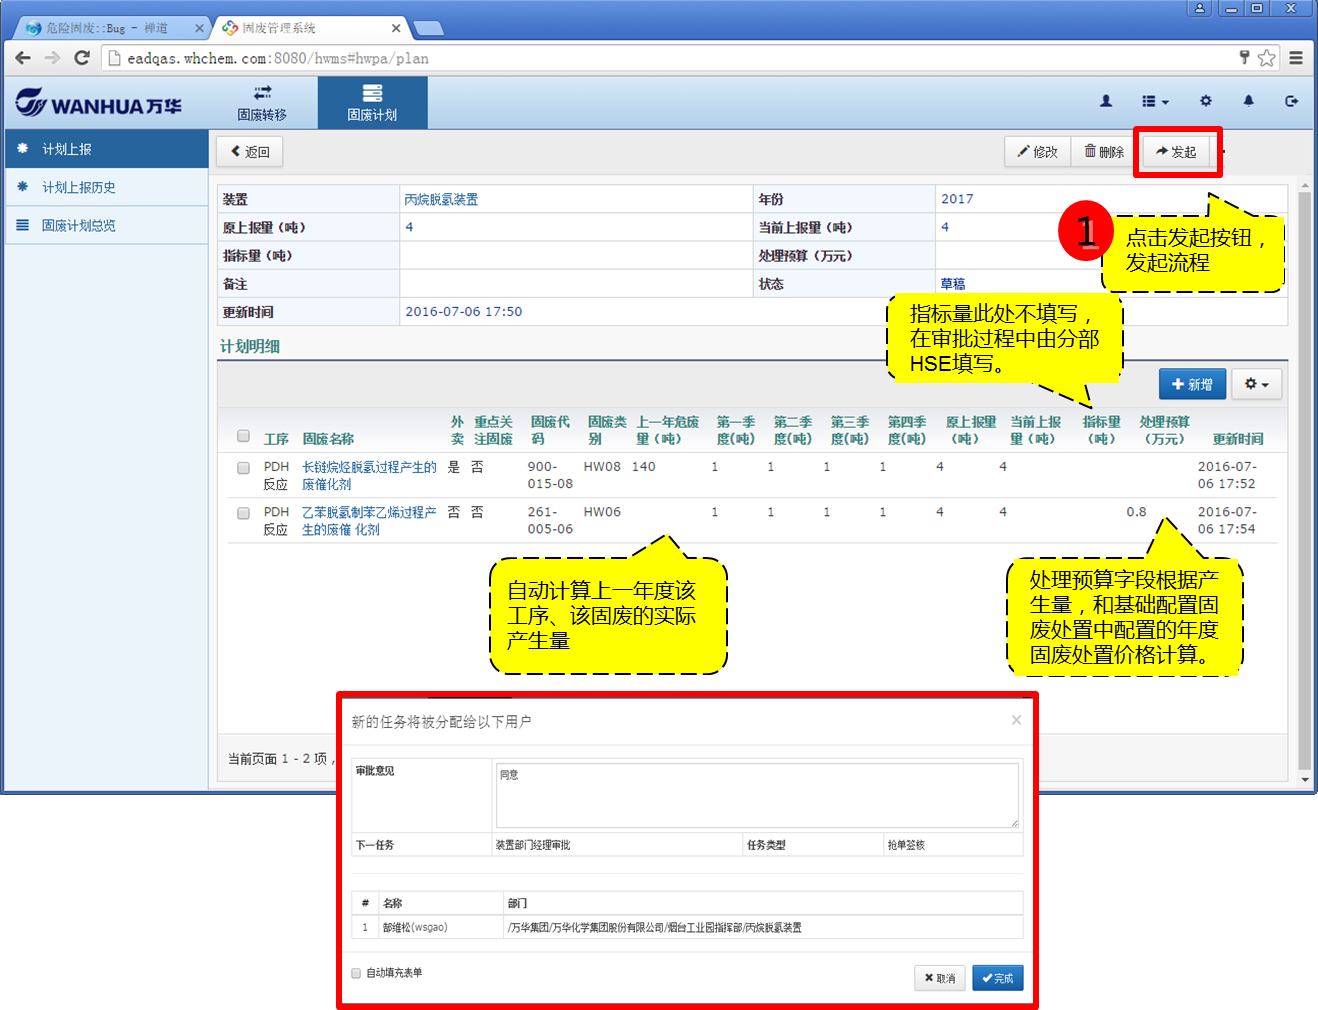 危险固废::Bug - 禅道
固废管理系统
eadqas.whchem.com:8080/hwms#hwpa/plan
WANHUA万华
固废转移
固废计划
计划上报
计划上报历史
固废计划总览
返回
修改
删除
发起
装置 丙烷脱氢装置 年份 2017
原上报量（吨） 4 当前上报量（吨） 4
指标量（吨） 处理预算（万元）
备注 状态 草稿
更新时间 2016-07-06 17:50
1
点击发起按钮，
发起流程
指标量此处不填写，
在审批过程中由分部
HSE填写。
计划明细
新增
工序 固废名称 外卖 重点关注固废 固废代码 固废类别 上一年危废量（吨） 第一季度(吨) 第二季度(吨) 第三季度(吨) 第四季度(吨) 原上报量（吨） 当前上报量（吨） 指标量（吨） 处理预算（万元） 更新时间
PDH 长链烷烃脱氢过程产生的 是 否 900- HW08 140 1 1 1 1 4 4 2016-07-
反应 废催化剂 015-08 06 17:52
PDH 乙苯脱氢制苯乙烯过程产 否 否 261- HW06 1 1 1 1 4 4 0.8 2016-07-
反应 生的废催 化剂 005-06 06 17:54
自动计算上一年度该
工序、该固废的实际
产生量
处理预算字段根据产
生量，和基础配置固
废处置中配置的年度
固废处置价格计算。
当前页面 1 - 2 项，
新的任务将被分配给以下用户
×
审批意见 同意
下一任务 装置部门经理审批 任务类型 抢单签核
# 名称 部门
1 郜维松(wsgao) /万华集团/万华化学集团股份有限公司/烟台工业园指挥部/丙烷脱氢装置
自动填充表单
取消
完成